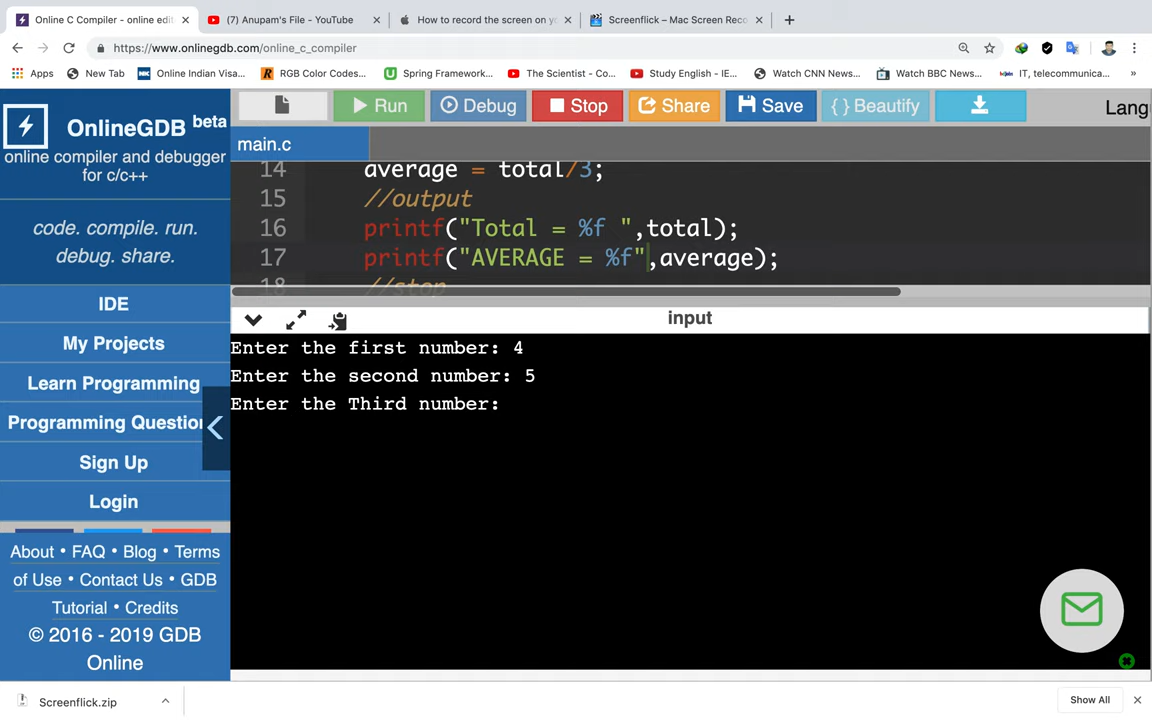 Online C Compiler - online edit
(7) Anupam's File - YouTube
How to record the screen on yo
Screenflick – Mac Screen Reco
https://www.onlinegdb.com/online_c_compiler
Apps
New Tab
Online Indian Visa...
RGB Color Codes...
Spring Framework...
The Scientist - Co...
Study English - IE...
Watch CNN News...
Watch BBC News...
IT, telecommunica...
»
OnlineGDB beta
online compiler and debugger
for c/c++
code. compile. run.
debug. share.
IDE
My Projects
Learn Programming
Programming Question
Sign Up
Login
About • FAQ • Blog • Terms
of Use • Contact Us • GDB
Tutorial • Credits
© 2016 - 2019 GDB
Online
Run
Debug
Stop
Share
Save
{ } Beautify
Lang
main.c
14 average = total/3;
15 //output
16 printf("Total = %f ",total);
17 printf("AVERAGE = %f",average);
18 //stop
input
Enter the first number: 4
Enter the second number: 5
Enter the Third number:
Screenflick.zip
Show All